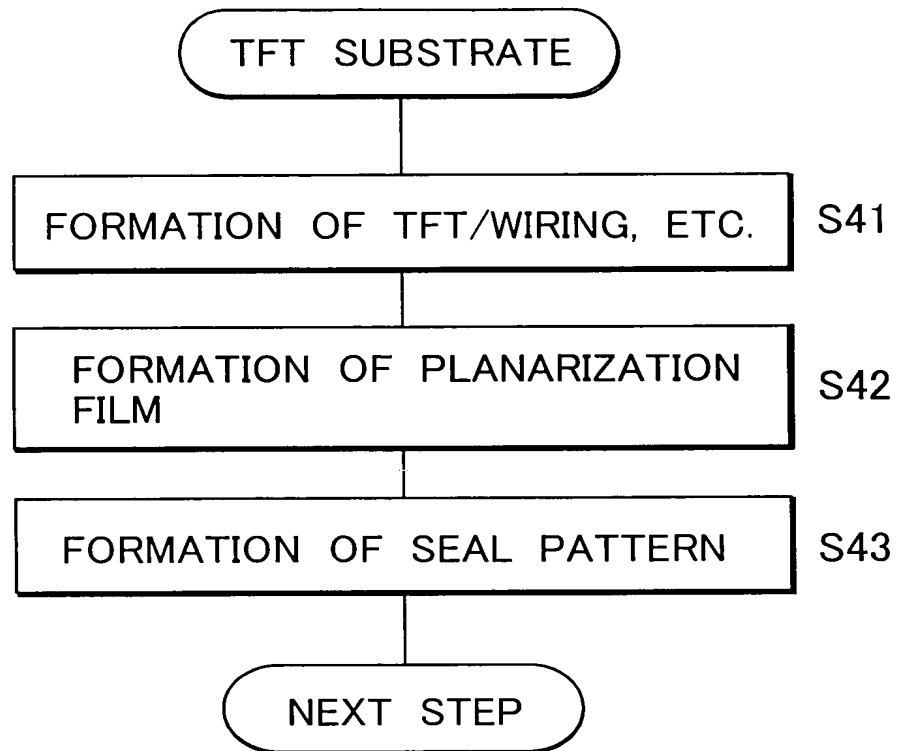 TFT SUBSTRATE
FORMATION OF TFT/WIRING, ETC.
S41
FORMATION OF PLANARIZATION
FILM
S42
FORMATION OF SEAL PATTERN
S43
NEXT STEP